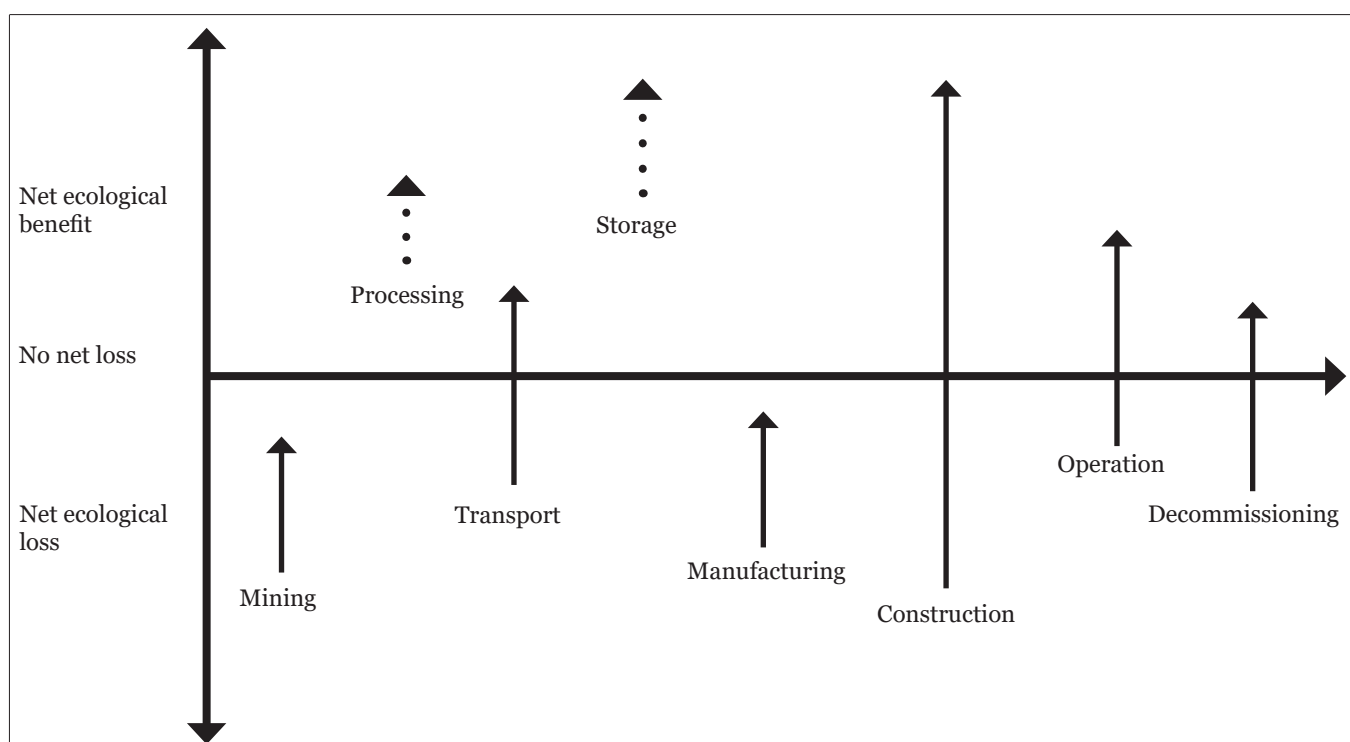 Net ecological
benefit
Storage
Processing
No net loss
Operation
Net ecological
loss
Transport
Decommissioning
Manufacturing
Mining
Construction